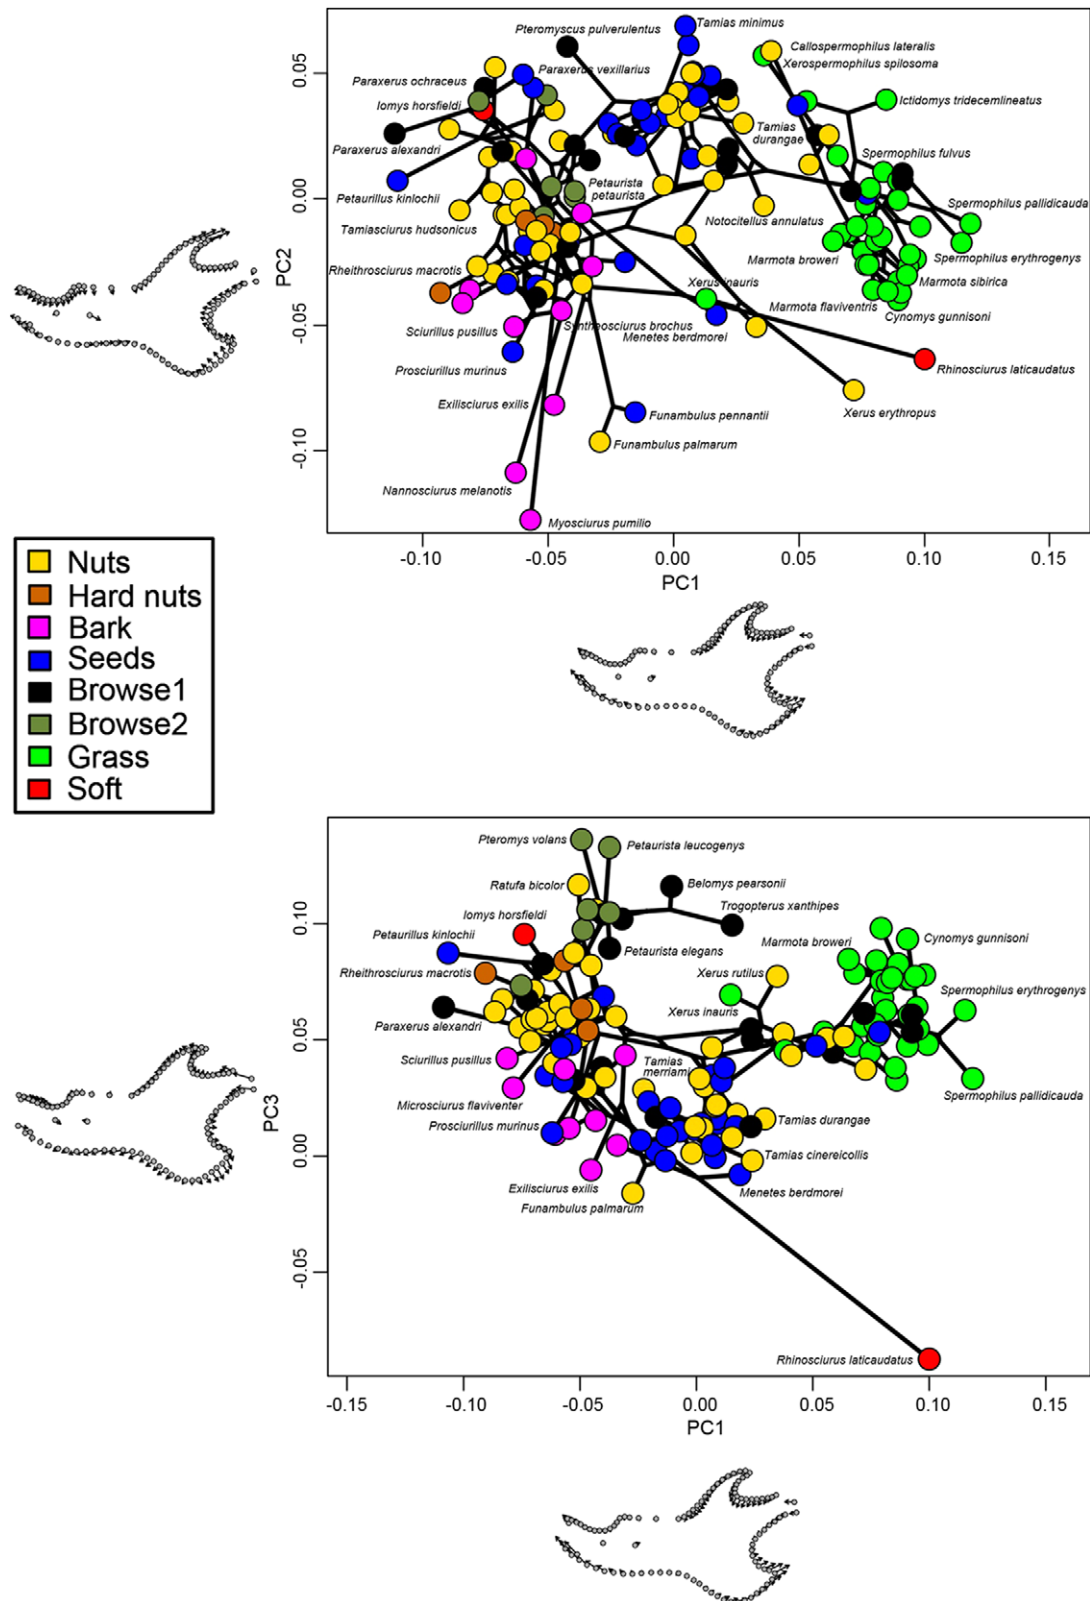 Tamias minimus
Pteromyscus pulverulentus
Callospermophilus lateralis
Xerospermophilus spilosoma
Paraxerus ochraceus
Paraxerus vexillarius
Iomys horsfieldi
Ictidomys tridecemlineatus
Tamias
durangae
Paraxerus alexandri
Spermophilus fulvus
Petaurillus kinlochii
Petaurista
petaurista
Spermophilus pallidicauda
Notocitellus annulatus
Tamiasciurus hudsonicus
Marmota broweri
Spermophilus erythrogenys
Rheithrosciurus macrotis
Xerus inauris
Marmota sibirica
Marmota flaviventris
Cynomys gunnisoni
Sciurillus pusillus
Syntheosciurus brochus
Menetes berdmorei
Prosciurillus murinus
Rhinosciurus laticaudatus
Xerus erythropus
Exilisciurus exilis
Funambulus pennantii
Funambulus palmarum
Nannosciurus melanotis
Myosciurus pumilio
PC2
0.05
0.00
-0.05
-0.10
-0.10
-0.05
0.00
0.05
0.10
0.15
PC1
Nuts
Hard nuts
Bark
Seeds
Browse1
Browse2
Grass
Soft
Pteromys volans
Petaurista leucogenys
Ratufa bicolor
Belomys pearsonii
Iomys horsfieldi
Trogopterus xanthipes
Petaurillus kinlochii
Petaurista elegans
Marmota broweri
Cynomys gunnisoni
Rheithrosciurus macrotis
Xerus rutilus
Spermophilus erythrogenys
Paraxerus alexandri
Xerus inauris
Sciurillus pusillus
Tamias
merriami
Spermophilus pallidicauda
Microsciurus flaviventer
Prosciurillus murinus
Tamias durangae
Tamias cinereicollis
Exilisciurus exilis
Menetes berdmorei
Funambulus palmarum
Rhinosciurus laticaudatus
PC3
0.10
0.05
0.00
-0.05
-0.15
-0.10
-0.05
0.00
0.05
0.10
0.15
PC1